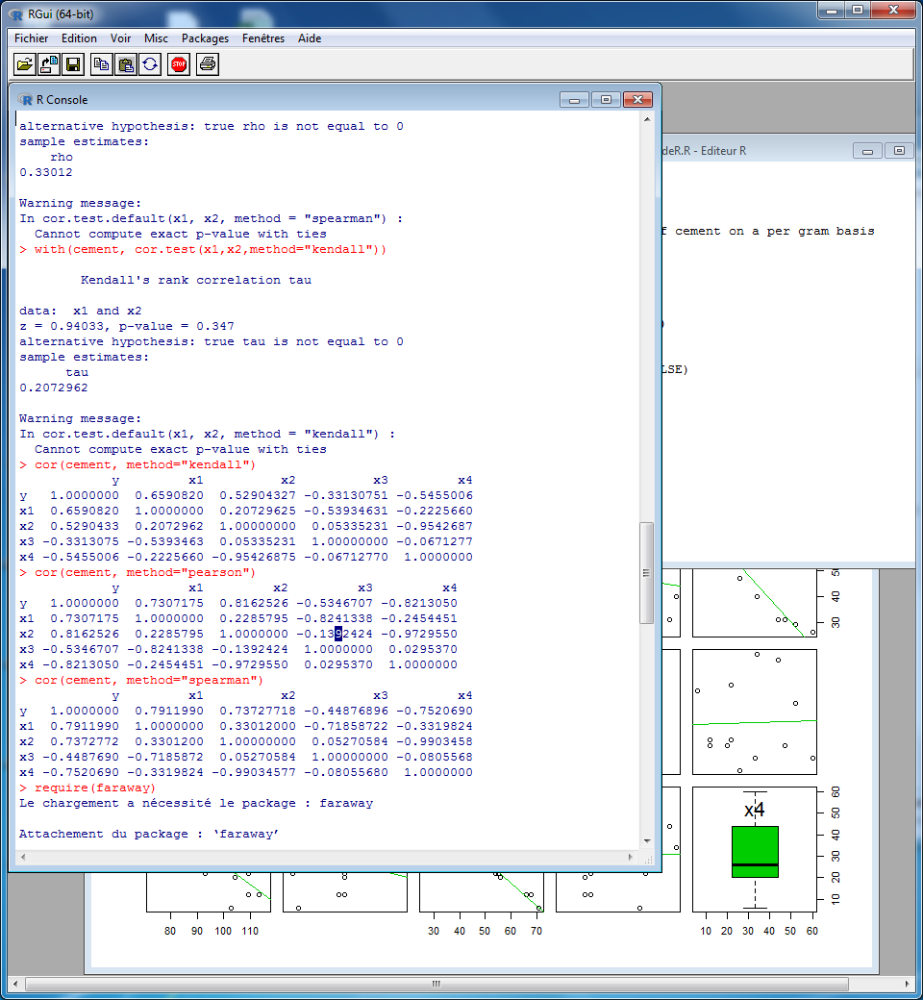 RGui (64-bit)
Fichier Edition Voir Misc Packages Fenêtres Aide
STOP
R Console
alternative hypothesis: true rho is not equal to 0
sample estimates:
    rho
0.33012
Warning message:
In cor.test.default(x1, x2, method = "spearman") :
  Cannot compute exact p-value with ties
> with(cement, cor.test(x1,x2,method="kendall"))
        Kendall's rank correlation tau
data:  x1 and x2
z = 0.94033, p-value = 0.347
alternative hypothesis: true tau is not equal to 0
sample estimates:
      tau
0.2072962
Warning message:
In cor.test.default(x1, x2, method = "kendall") :
  Cannot compute exact p-value with ties
> cor(cement, method="kendall")
            y         x1          x2          x3         x4
y   1.0000000  0.6590820  0.52904327 -0.33130751 -0.5455006
x1  0.6590820  1.0000000  0.20729625 -0.53934631 -0.2225660
x2  0.5290433  0.2072962  1.00000000  0.05335231 -0.9542687
x3 -0.3313075 -0.5393463  0.05335231  1.00000000 -0.0671277
x4 -0.5455006 -0.2225660 -0.95426875 -0.06712770  1.0000000
> cor(cement, method="pearson")
            y         x1         x2         x3         x4
y   1.0000000  0.7307175  0.8162526 -0.5346707 -0.8213050
x1  0.7307175  1.0000000  0.2285795 -0.8241338 -0.2454451
x2  0.8162526  0.2285795  1.0000000 -0.1392424 -0.9729550
x3 -0.5346707 -0.8241338 -0.1392424  1.0000000  0.0295370
x4 -0.8213050 -0.2454451 -0.9729550  0.0295370  1.0000000
> cor(cement, method="spearman")
            y         x1          x2          x3         x4
y   1.0000000  0.7911990  0.73727718 -0.44876896 -0.7520690
x1  0.7911990  1.0000000  0.33012000 -0.71858722 -0.3319824
x2  0.7372772  0.3301200  1.00000000  0.05270584 -0.9903458
x3 -0.4487690 -0.7185872  0.05270584  1.00000000 -0.0805568
x4 -0.7520690 -0.3319824 -0.99034577 -0.08055680  1.0000000
> require(faraway)
Le chargement a nécessité le package : faraway
Attachement du package : ‘faraway’
deR.R - Editeur R
f cement on a per gram basis
)
LSE)
50
40
30
x4
60
50
40
30
20
10
80 90 100 110
30 40 50 60 70
10 20 30 40 50 60